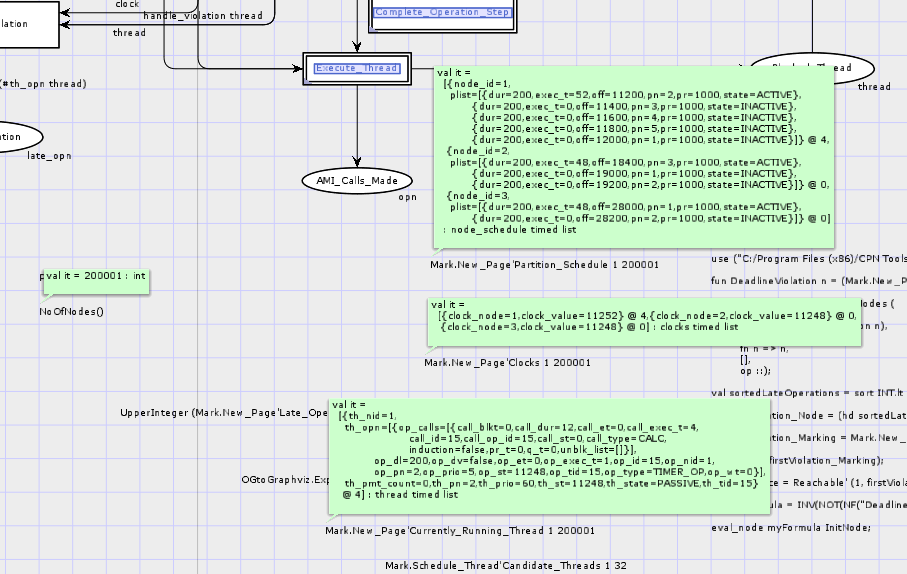 clock
handle_violation thread
thread
lation
Complete_Operation_Step
Execute_Thread
Thread
thread
(#th_opn thread)
tion
late_opn
AMI_Calls_Made
opn
val it =
[{node_id=1,
plist=[{dur=200,exec_t=52,off=11200,pn=2,pr=1000,state=ACTIVE},
{dur=200,exec_t=0,off=11400,pn=3,pr=1000,state=INACTIVE},
{dur=200,exec_t=0,off=11600,pn=4,pr=1000,state=INACTIVE},
{dur=200,exec_t=0,off=11800,pn=5,pr=1000,state=INACTIVE},
{dur=200,exec_t=0,off=12000,pn=1,pr=1000,state=INACTIVE}]} @ 4,
{node_id=2,
plist=[{dur=200,exec_t=48,off=18400,pn=3,pr=1000,state=ACTIVE},
{dur=200,exec_t=0,off=19000,pn=1,pr=1000,state=INACTIVE},
{dur=200,exec_t=0,off=19200,pn=2,pr=1000,state=INACTIVE}]} @ 0,
{node_id=3,
plist=[{dur=200,exec_t=48,off=28000,pn=1,pr=1000,state=ACTIVE},
{dur=200,exec_t=0,off=28200,pn=2,pr=1000,state=INACTIVE}]} @ 0]
: node_schedule timed list
Mark.New_Page'Partition_Schedule 1 200001
use ("C:/Program Files (x86)/CPN Tools
fun DeadlineViolation n = (Mark.New_P
val it = 200001 : int
NoOfNodes()
val it =
[{clock_node=1,clock_value=11252} @ 4,{clock_node=2,clock_value=11248} @ 0,
{clock_node=3,clock_value=11248} @ 0] : clocks timed list
odes (
n),
fn n => n,
[],
op ::);
Mark.New_Page'Clocks 1 200001
val sortedLateOperations = sort INT.lt
UpperInteger (Mark.New_Page'Late_Ope
val it =
[{th_nid=1,
th_opn=[{op_calls=[{call_blkt=0,call_dur=12,call_et=0,call_exec_t=4,
call_id=15,call_op_id=15,call_st=0,call_type=CALC,
induction=false,pr_t=0,q_t=0,unblk_list=[]}],
op_dl=200,op_dv=false,op_et=0,op_exec_t=1,op_id=15,op_nid=1,
op_pn=2,op_prio=5,op_st=11248,op_tid=15,op_type=TIMER_OP,op_wt=0}],
th_pmt_count=0,th_pn=2,th_prio=60,th_st=11248,th_state=PASSIVE,th_tid=15}
@ 4] : thread timed list
tion_Node = (hd sortedLat
tion_Marking = Mark.New_
firstViolation_Marking);
OGtoGraphviz.Exp
ce = Reachable' (1, firstViola
ula = INV(NOT(NF("Deadline
eval_node myFormula InitNode;
Mark.New_Page'Currently_Running_Thread 1 200001
Mark.Schedule_Thread'Candidate_Threads 1 32